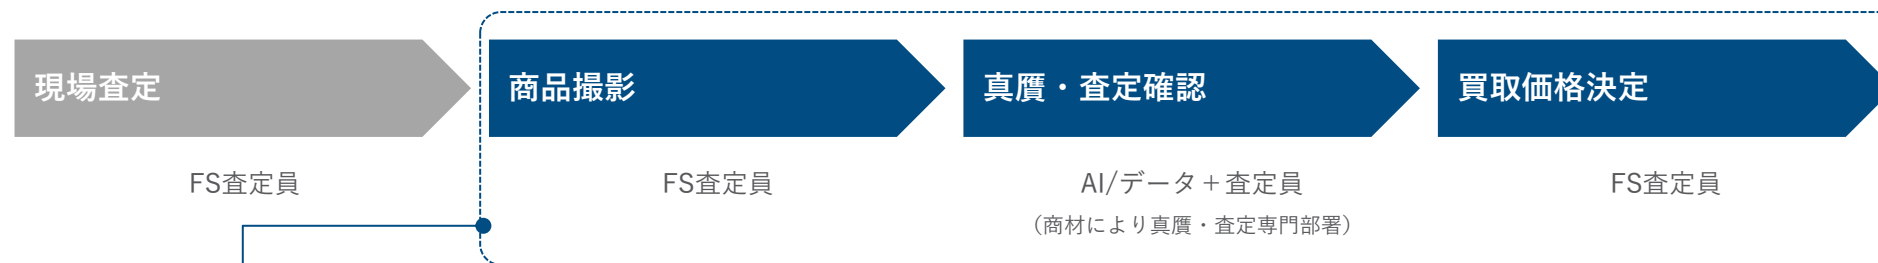 現場査定
商品撮影
真贋・査定確認
買取価格決定
FS査定員
FS査定員
AI/データ＋査定員
FS査定員
（商材により真贋・査定専門部署）